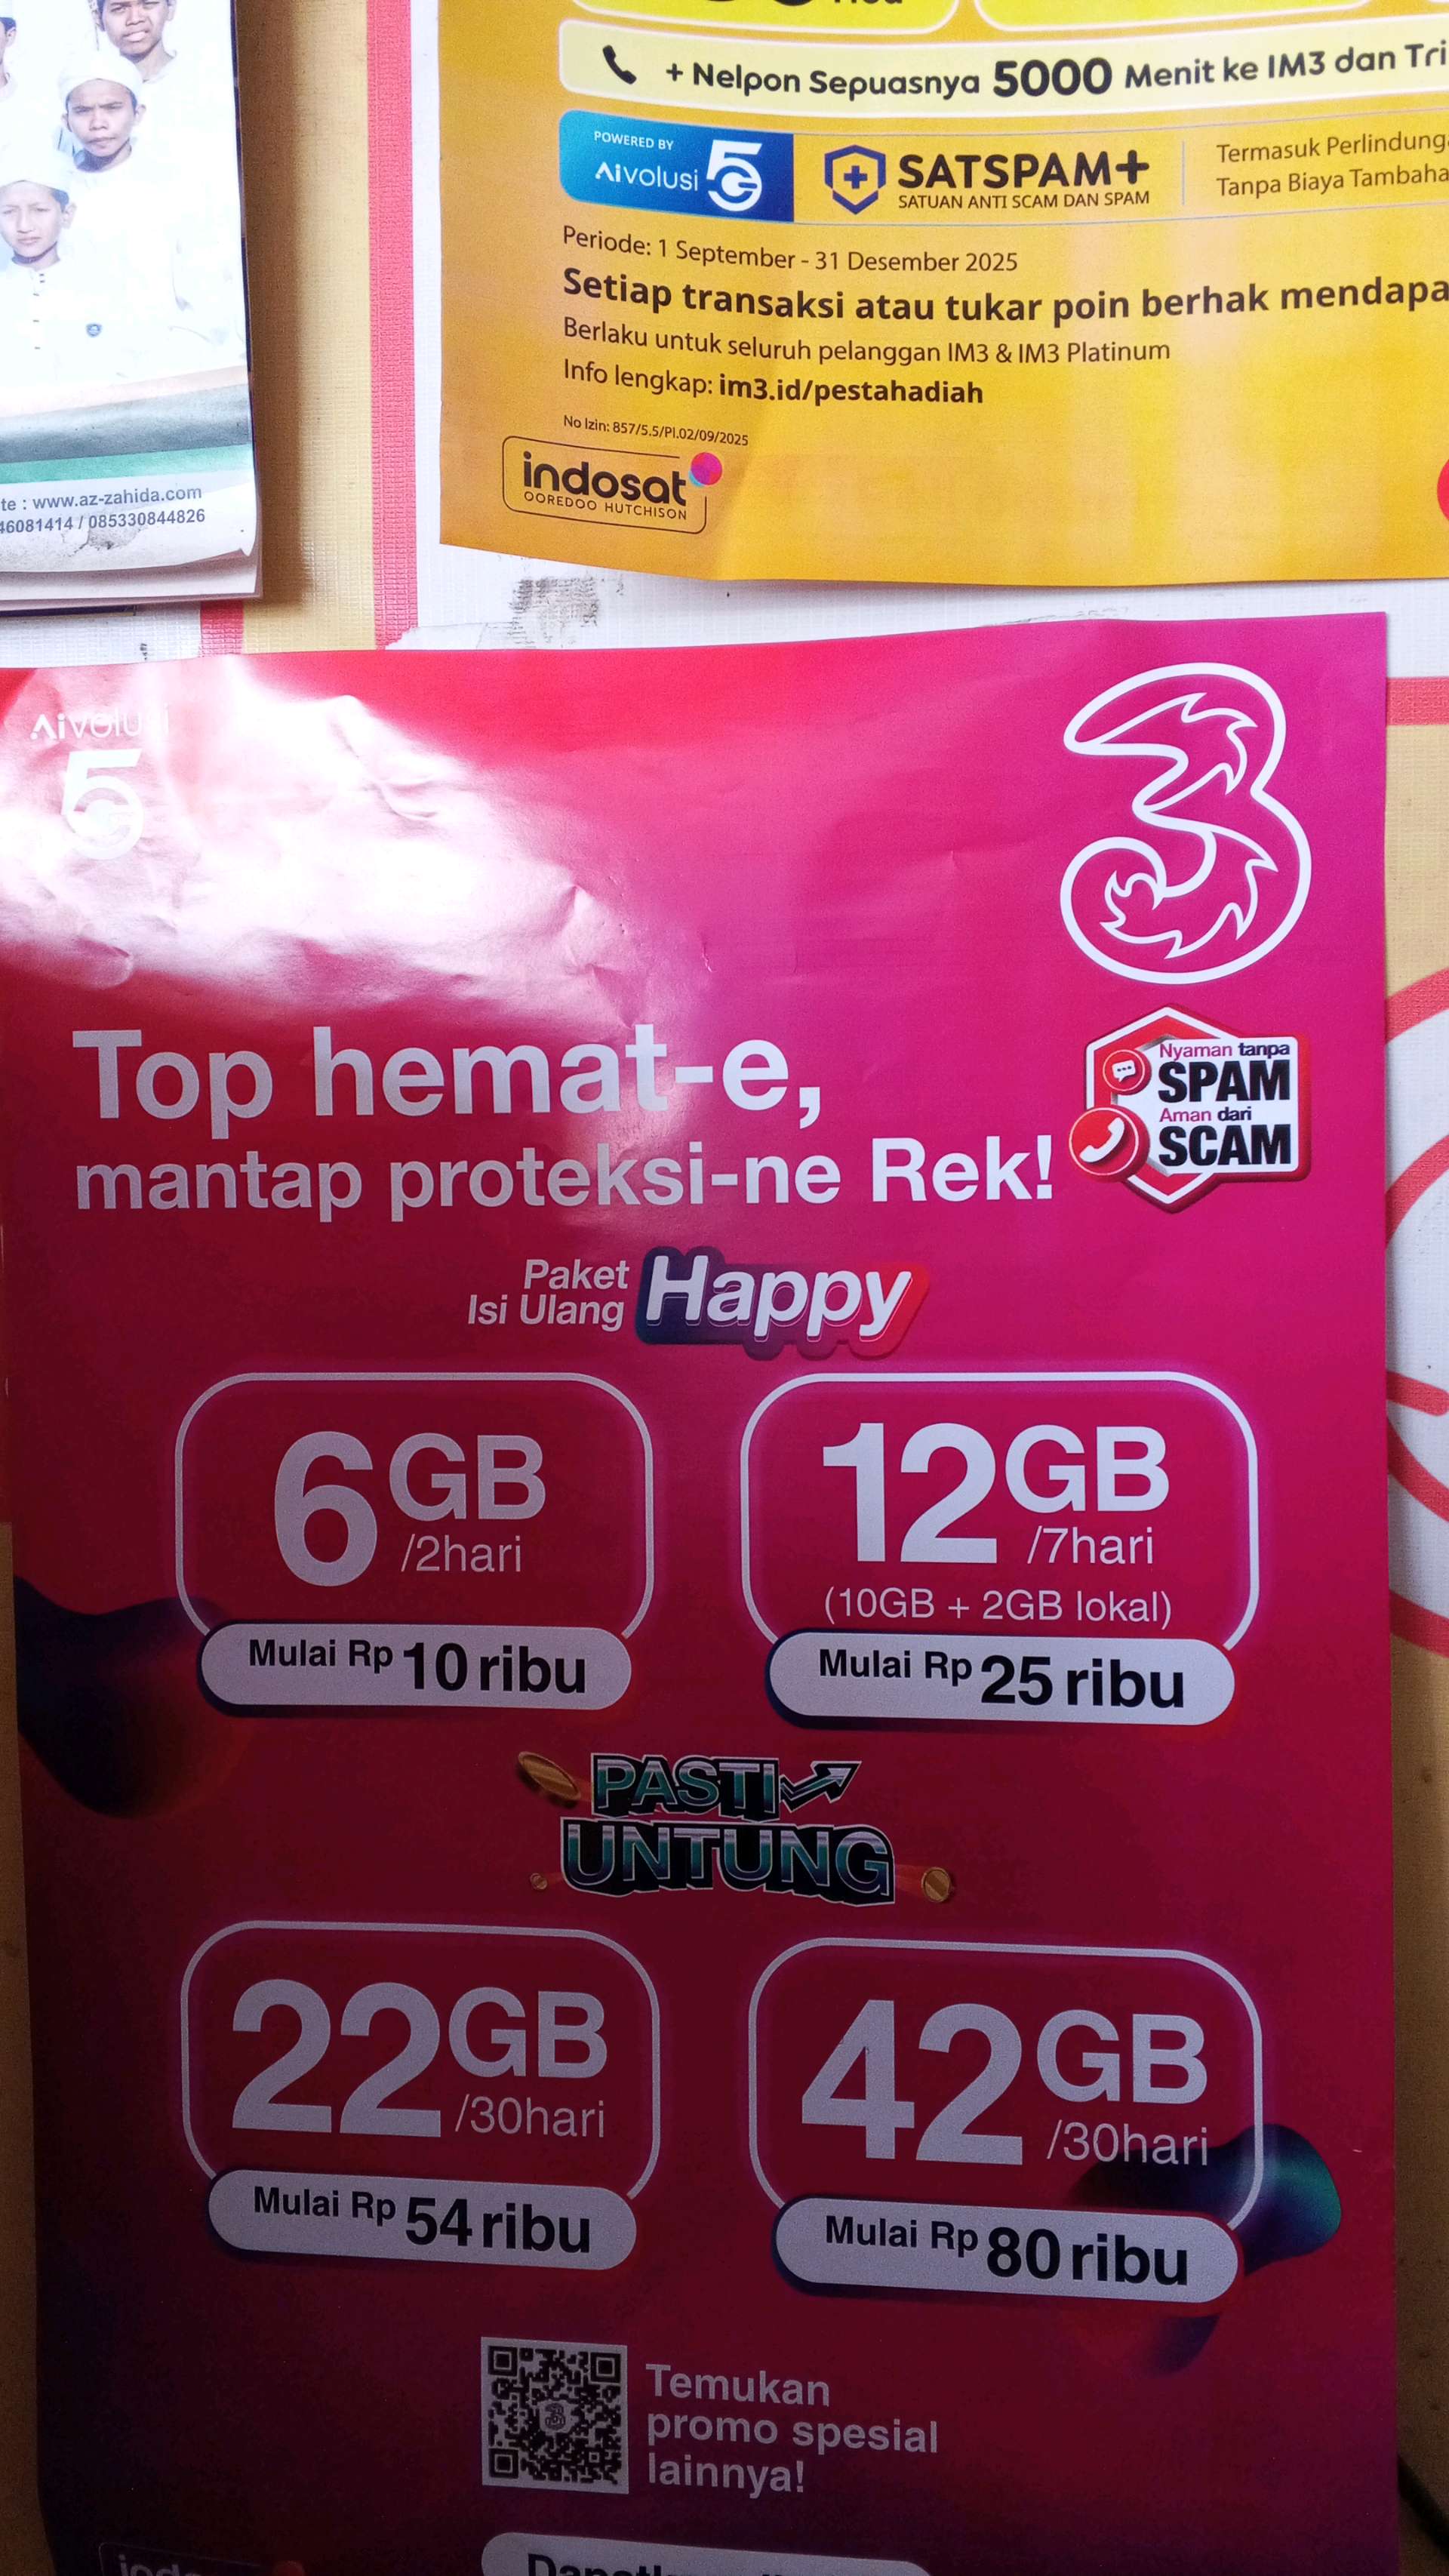 + Nelpon Sepuasnya 5000 Menit ke IM3 dan Tri
POWERED BY
Aivolusi 5G
SATSPAM+
SATUAN ANTI SCAM DAN SPAM
Termasuk
Tanpa Biaya
Periode: 1 September - 31 Desember 2025
Setiap transaksi atau tukar poin berhak
Berlaku untuk seluruh pelanggan IM3 & IM3 Platinum
Info lengkap: im3.id/pestahadiah
No Izin: 857/5.5/PI.02/09/2025
indosat
OOREDOO HUTCHISON
: www.az-zahida.com
/ 085330844826
Aivolusi
5G
3
Top hemat-e,
mantap proteksi-ne Rek!
Nyaman tanpa
SPAM
Aman dari
SCAM
Paket
Isi Ulang
Happy
6GB
/2hari
Mulai Rp 10 ribu
12GB
/7hari
(10GB + 2GB lokal)
Mulai Rp 25 ribu
PASTI
UNTUNG
22GB
/30hari
Mulai Rp 54 ribu
42GB
/30hari
Mulai Rp 80 ribu
Temukan
promo spesial
lainnya!